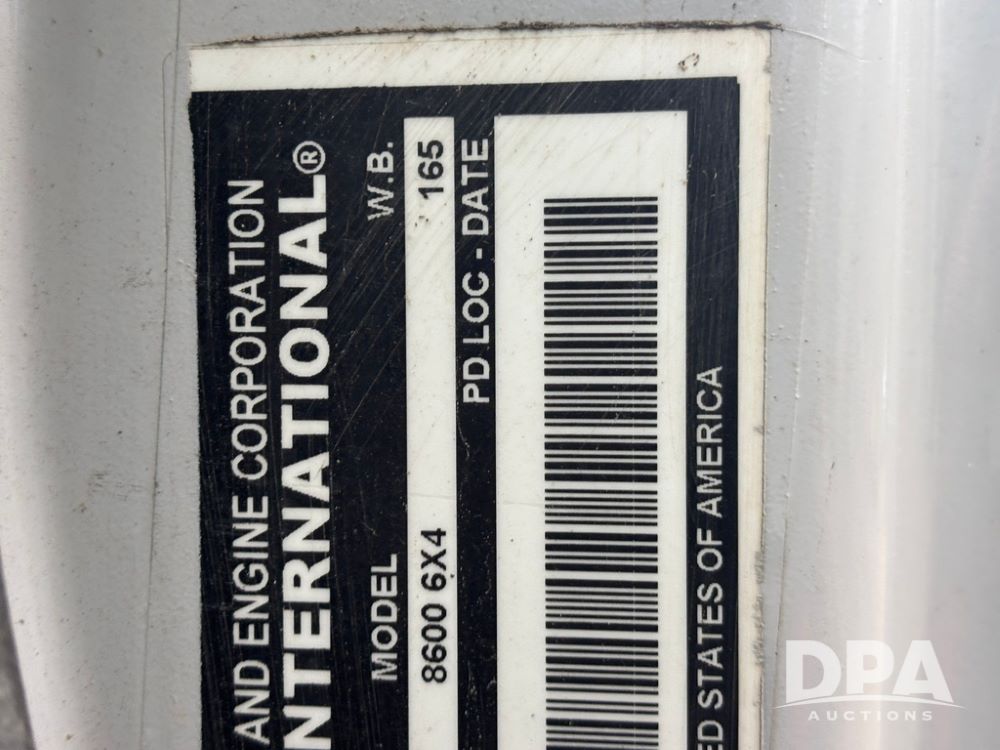 AND ENGINE CORPORATION
NTERNATIONAL®
MODEL W.B.
8600 6X4 165
PD LOC - DATE
ED STATES OF AMERICA
DPA
AUCTIONS